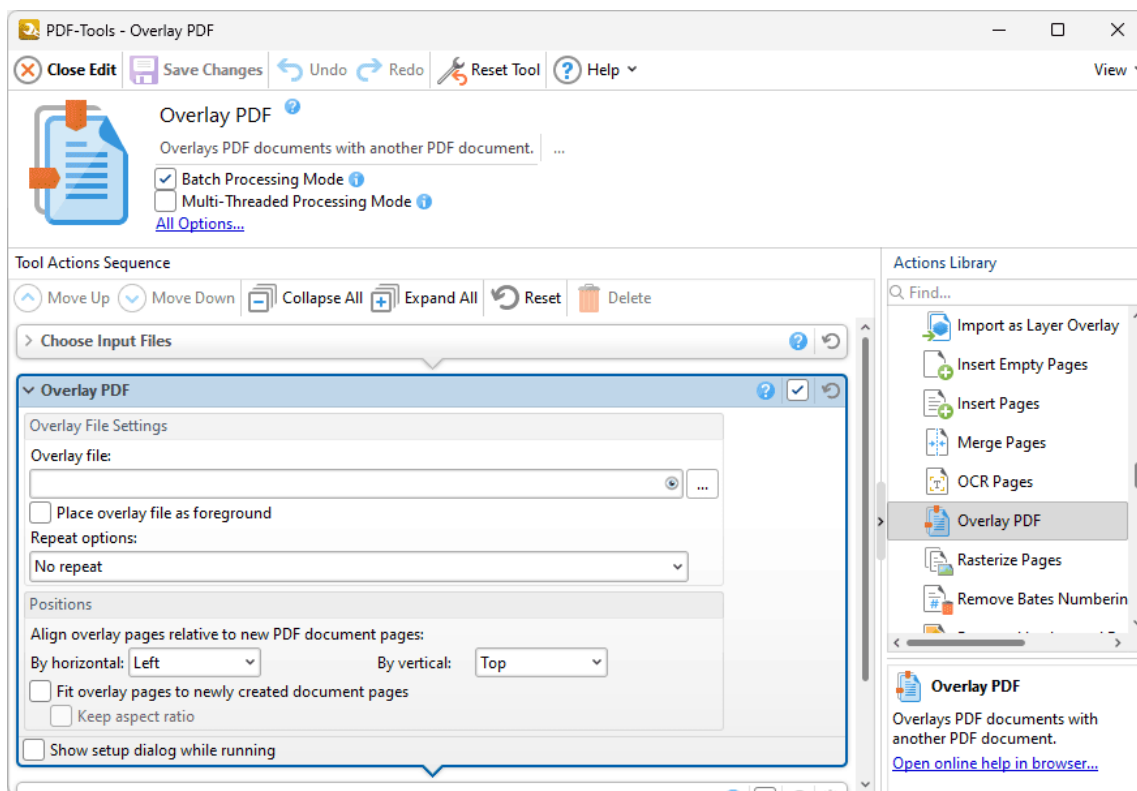 PDF-Tools - Overlay PDF
Close Edit Save Changes Undo Redo Reset Tool Help View
Overlay PDF
Overlays PDF documents with another PDF document. ...
Batch Processing Mode
Multi-Threaded Processing Mode
All Options...
Tool Actions Sequence
Move Up Move Down Collapse All Expand All Reset Delete
Choose Input Files
Overlay PDF
Overlay File Settings
Overlay file:
...
Place overlay file as foreground
Repeat options:
No repeat
Positions
Align overlay pages relative to new PDF document pages:
By horizontal: Left By vertical: Top
Fit overlay pages to newly created document pages
Keep aspect ratio
Show setup dialog while running
Actions Library
Find...
Import as Layer Overlay
Insert Empty Pages
Insert Pages
Merge Pages
OCR Pages
Overlay PDF
Rasterize Pages
Remove Bates Numberin
Overlay PDF
Overlays PDF documents with
another PDF document.
Open online help in browser...